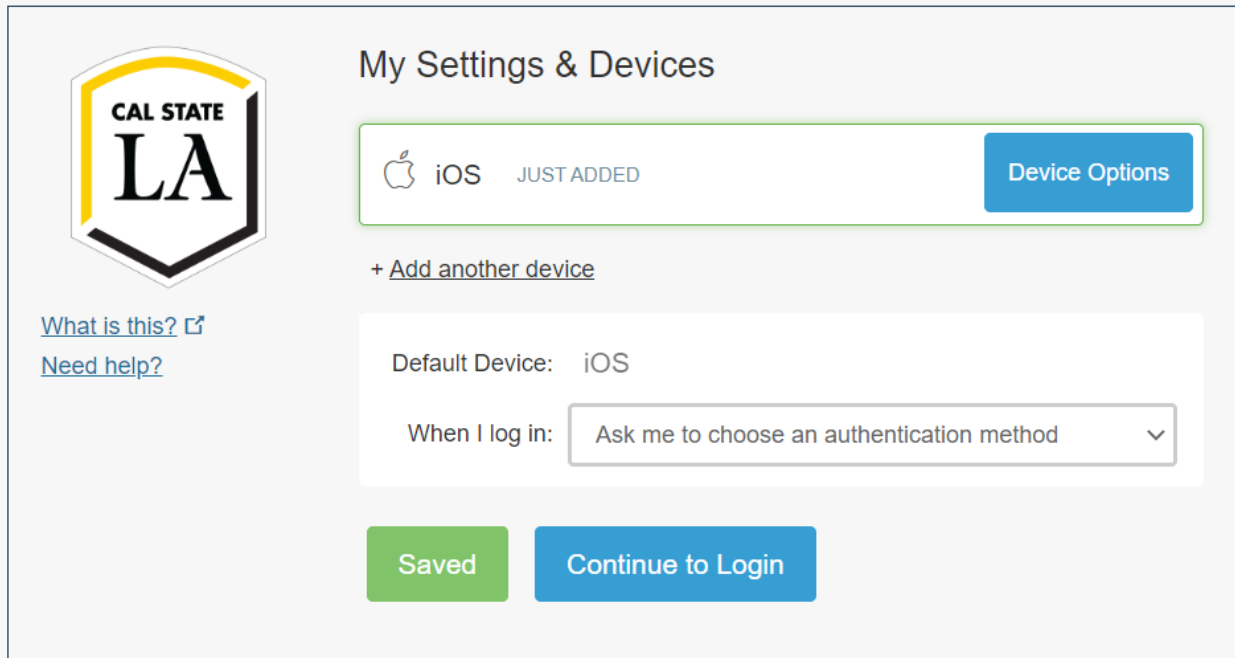 CAL STATE
LA
What is this?
Need help?
My Settings & Devices
iOS JUST ADDED Device Options
+ Add another device
Default Device: iOS
When I log in: Ask me to choose an authentication method
Saved Continue to Login